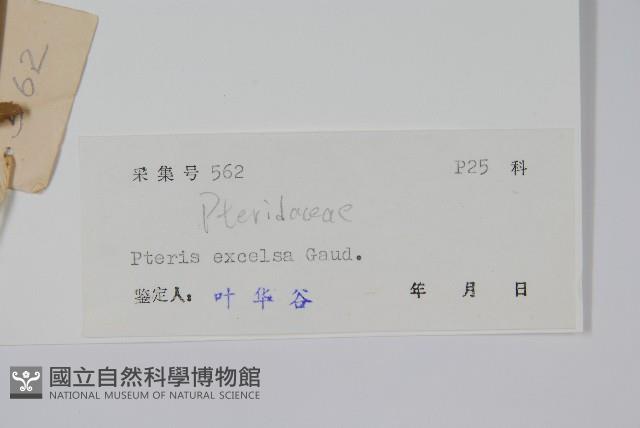 562
采集号 562 P25 科
Pteridaceae
Pteris excelsa Gaud.
鉴定人: 叶华谷 年 月 日
國立自然科學博物館
NATIONAL MUSEUM OF NATURAL SCIENCE